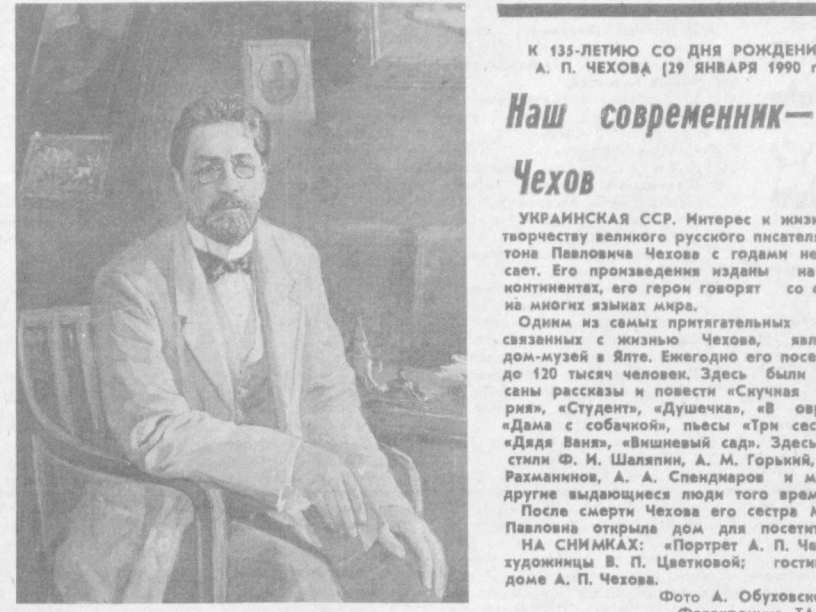 К 135-ЛЕТИЮ СО ДНЯ РОЖДЕНИ
А. П. ЧЕХОВА (29 ЯНВАРЯ 1990 г
Наш современник—
Чехов
УКРАИНСКАЯ ССР. Интерес к жизн
творчеству великого русского писател
тона Павловича Чехова с годами не
сает. Его произведения изданы на
континентах, его герои говорят со с
на многих языках мира.
Одним из самых притягательных
связанных с жизнью Чехова, явл
дом-музей в Ялте. Ежегодно его посе
до 120 тысяч человек. Здесь были
саны рассказы и повести «Скучная
рия», «Студент», «Душечка», «В овр
«Дама с собачкой», пьесы «Три сес
«Дядя Ваня», «Вишневый сад». Здесь
стили Ф. И. Шаляпин, А. М. Горький,
Рахманинов, А. А. Спендиаров и м
другие выдающиеся люди того врем
После смерти Чехова его сестра М
Павловна открыла дом для посетит
НА СНИМКАХ: «Портрет А. П. Че
художницы В. П. Цветковой; гости
доме А. П. Чехова.
Фото А. Обуховск